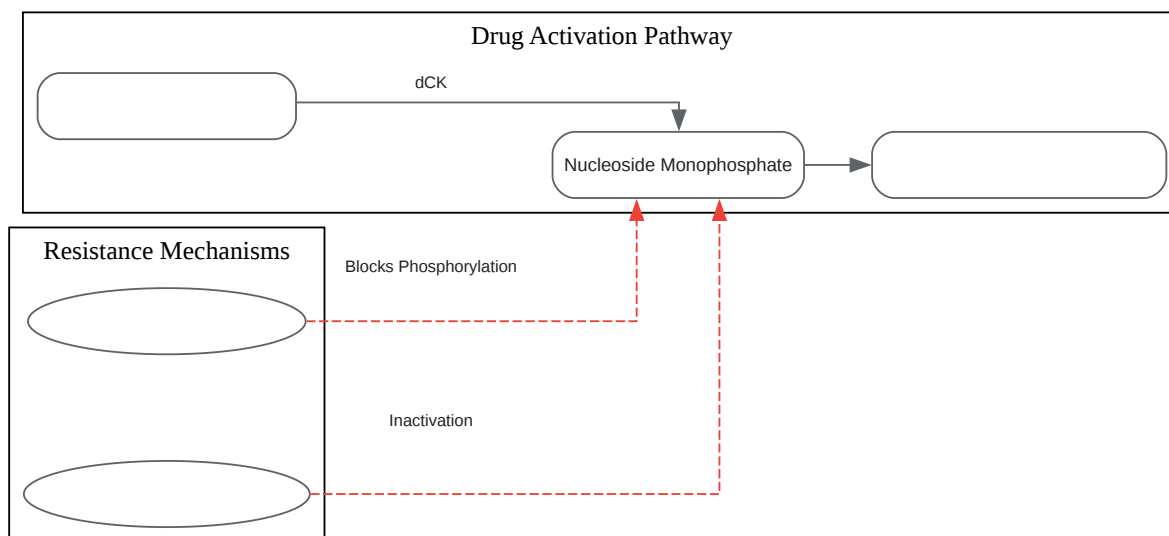 Drug Activation Pathway
dCK
Nucleoside Monophosphate
Resistance Mechanisms
Blocks Phosphorylation
Inactivation